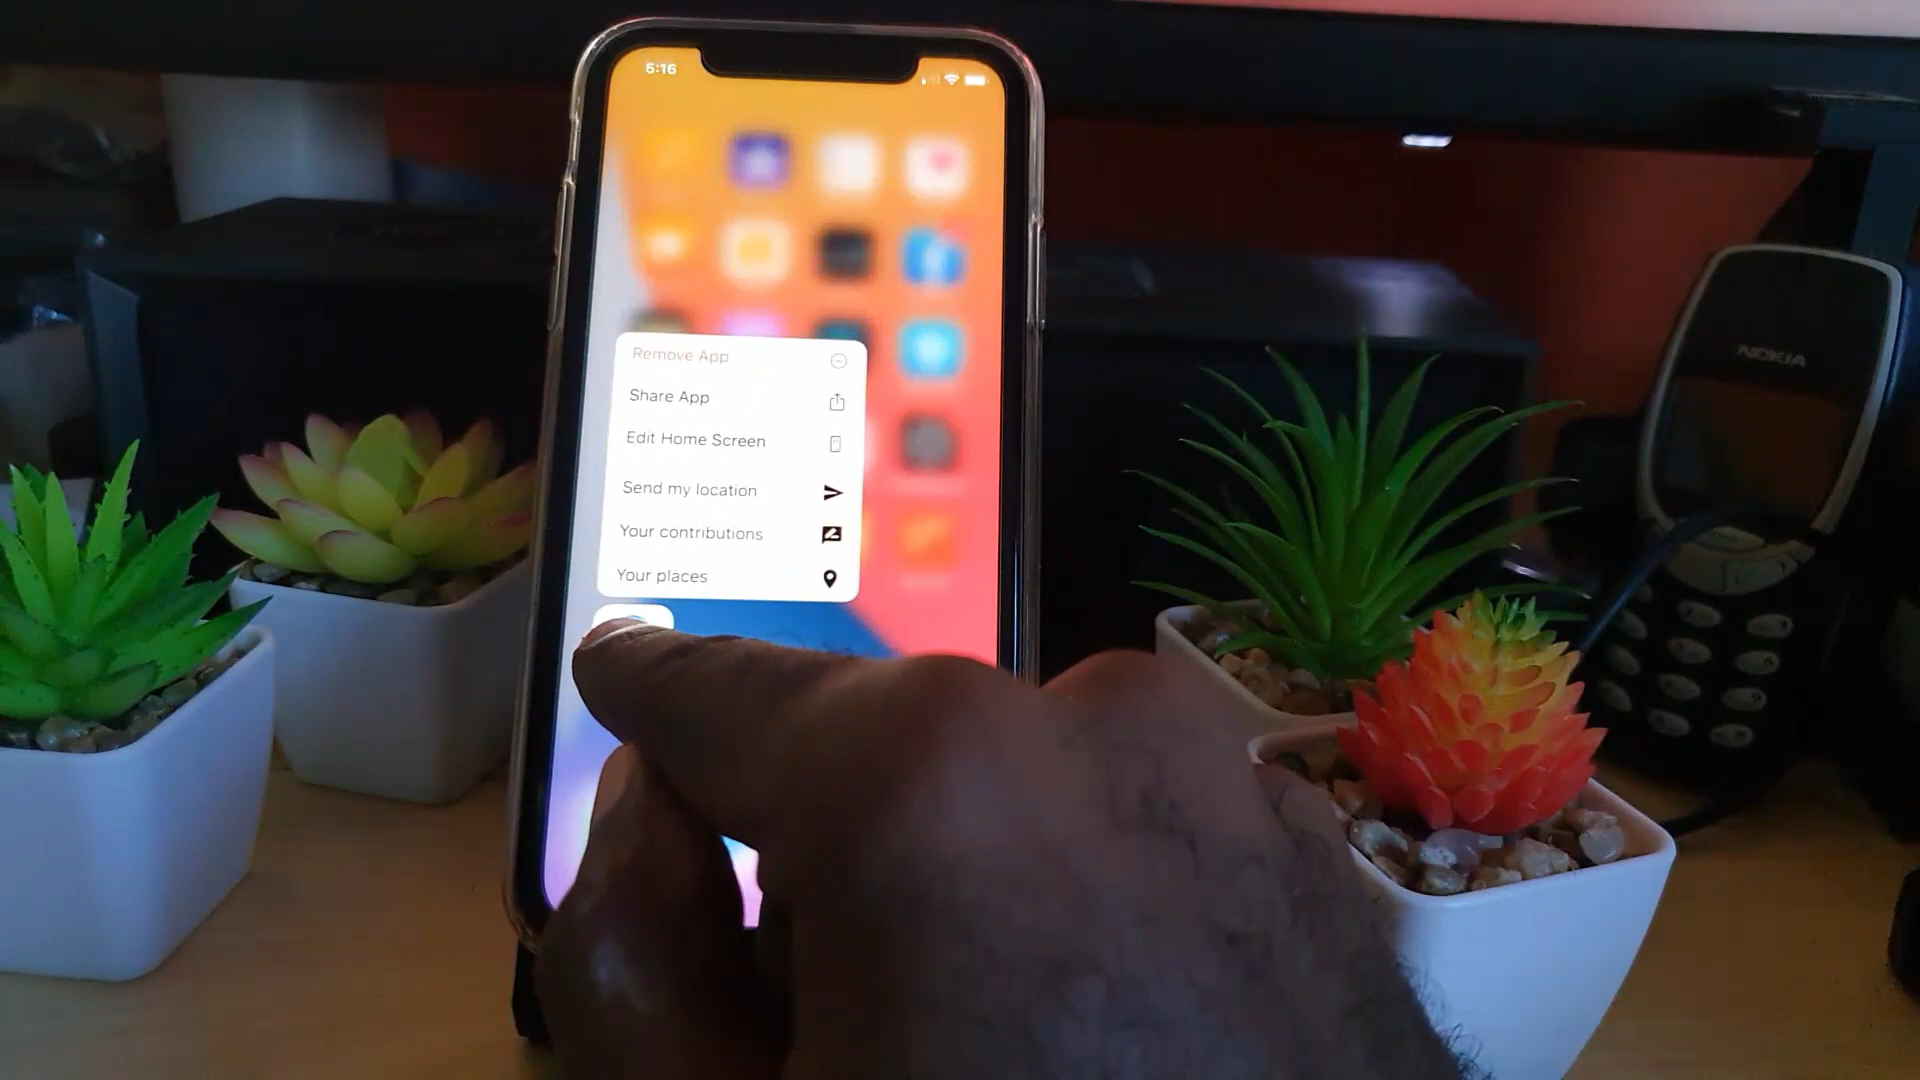 5:16
Remove App
Share App
Edit Home Screen
Send my location
Your contributions
Your places
NOKIA